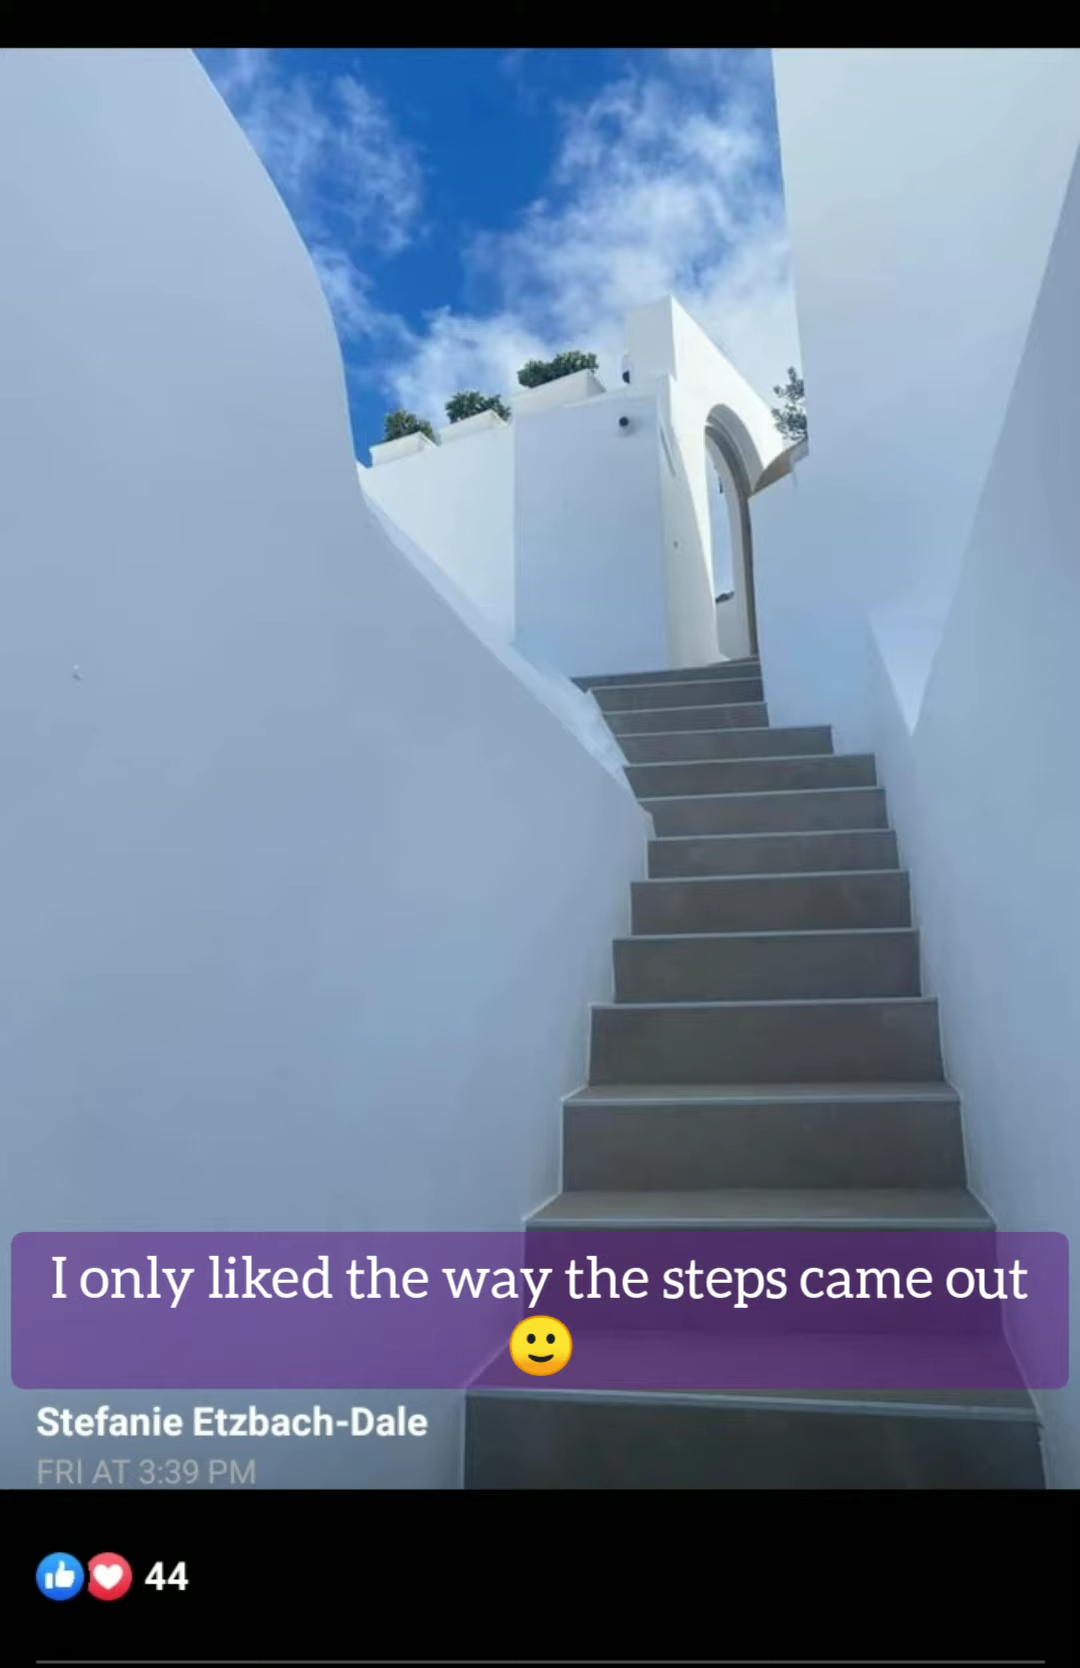 I only liked the way the steps came out
🙂
Stefanie Etzbach-Dale
FRI AT 3:39 PM
44